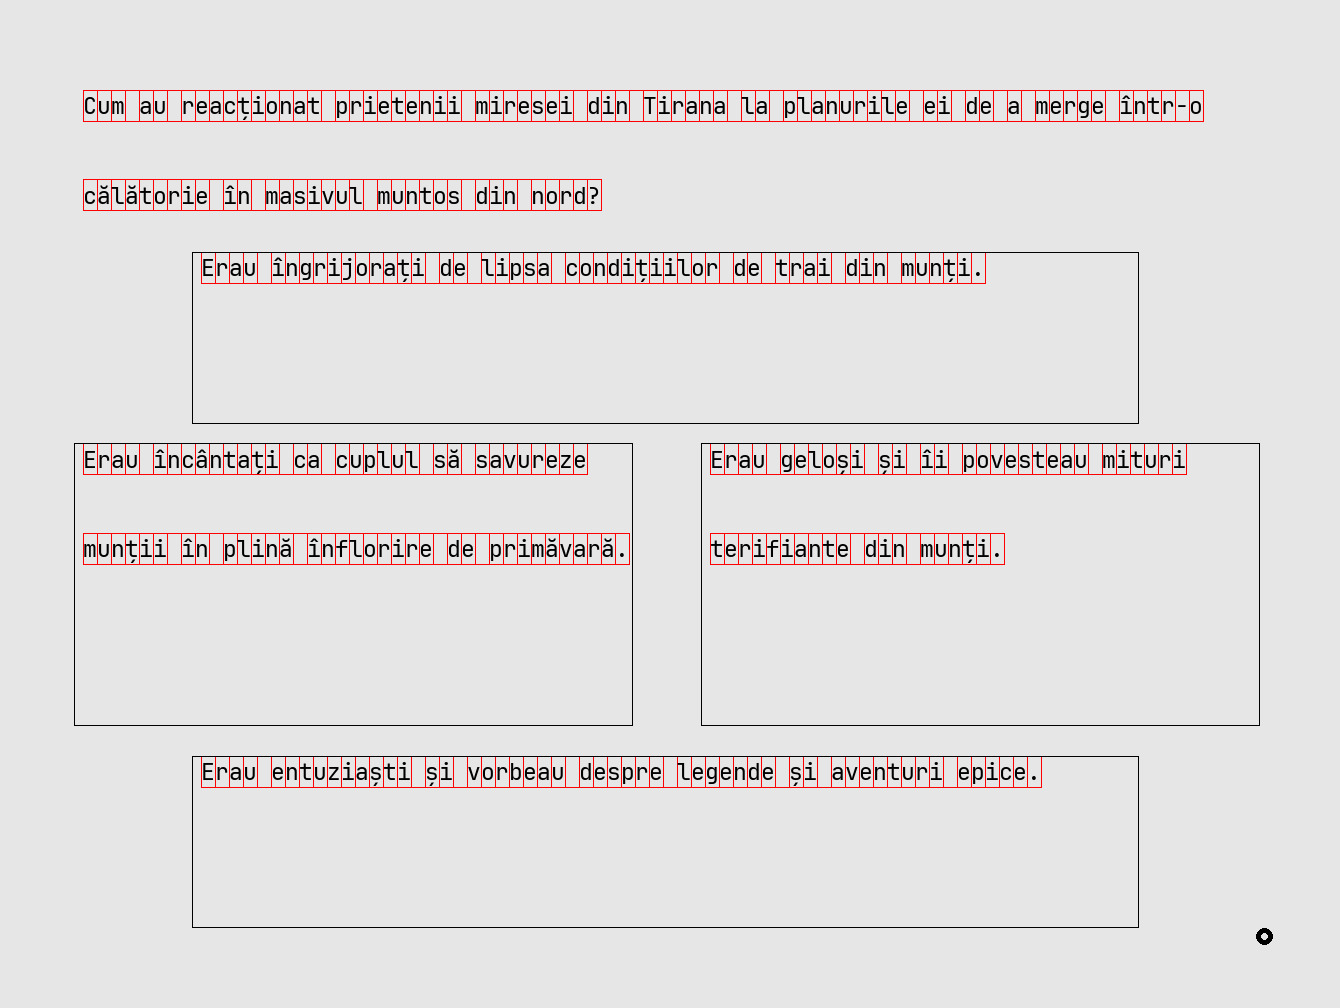 Cum au reacționat prietenii miresei din Tirana la planurile ei de a merge într-o
călătorie în masivul muntos din nord?
Erau îngrijorați de lipsa condițiilor de trai din munți.
Erau încântați ca cuplul să savureze
munții în plină înflorire de primăvară.
Erau geloși și îi povesteau mituri
terifiante din munți.
Erau entuziaști și vorbeau despre legende și aventuri epice.